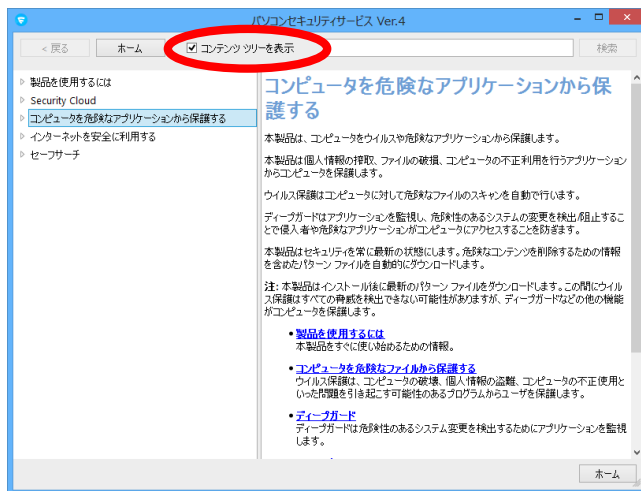 パソコンセキュリティサービス Ver.4
< 戻る
ホーム
コンテンツ ツリーを表示
検索
製品を使用するには
Security Cloud
コンピュータを危険なアプリケーションから保護する
インターネットを安全に利用する
セーフサーチ
コンピュータを危険なアプリケーションから保
護する
本製品は、コンピュータをウイルスや危険なアプリケーションから保護します。
本製品は個人情報の搾取、ファイルの破損、コンピュータの不正利用を行うアプリケーション
からコンピュータを保護します。
ウイルス保護はコンピュータに対して危険なファイルのスキャンを自動で行います。
ディープガードはアプリケーションを監視し、危険性のあるシステムの変更を検出/阻止するこ
とで侵入者や危険なアプリケーションがコンピュータにアクセスすることを防ぎます。
本製品はセキュリティを常に最新の状態にします。危険なコンテンツを削除するための情報
を含めたパターン ファイルを自動的にダウンロードします。
注: 本製品はインストール後に最新のパターン ファイルをダウンロードします。この間にウイル
ス保護はすべての脅威を検出できない可能性がありますが、ディープガードなどの他の機能
がコンピュータを保護します。
• 製品を使用するには
本製品をすぐに使い始めるための情報。
• コンピュータを危険なファイルから保護する
ウイルス保護は、コンピュータの破壊、個人情報の盗難、コンピュータの不正使用と
いった問題を引き起こす可能性のあるプログラムからユーザを保護します。
• ディープガード
ディープガードは危険性のあるシステム変更を検出するためにアプリケーションを監視
します。
ホーム